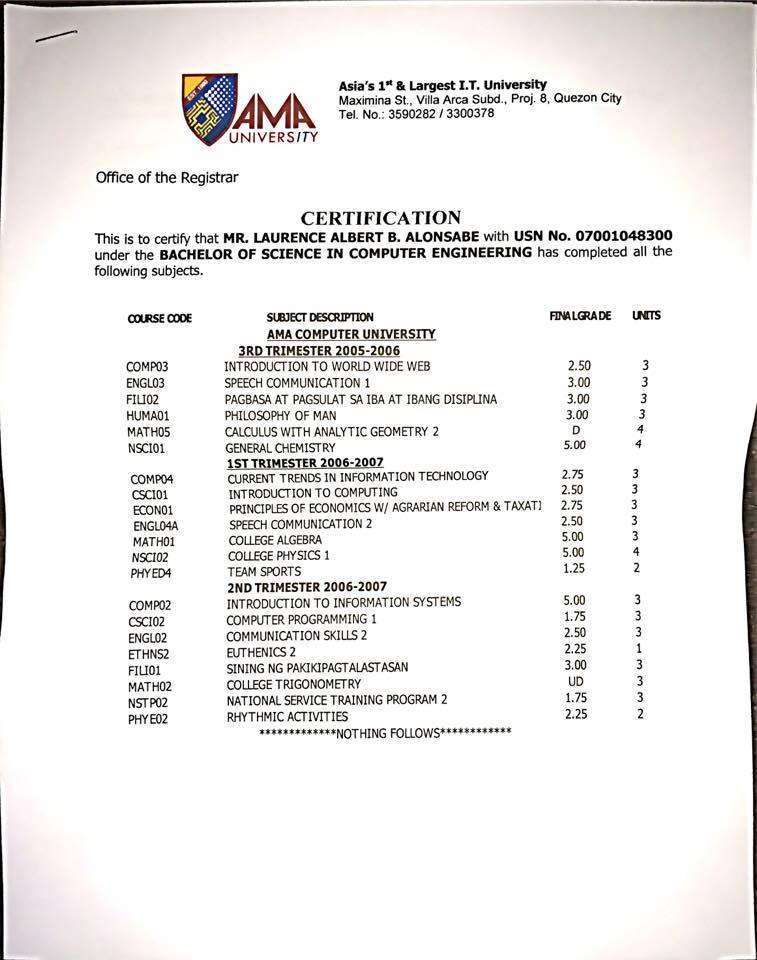 EST. 1980
AMA
UNIVERSITY
Asia's 1st & Largest I.T. University
Maximina St., Villa Arca Subd., Proj. 8, Quezon City
Tel. No.: 3590282 / 3300378
Office of the Registrar
CERTIFICATION
This is to certify that MR. LAURENCE ALBERT B. ALONSABE with USN No. 07001048300
under the BACHELOR OF SCIENCE IN COMPUTER ENGINEERING has completed all the
following subjects.
COURSE CODE SUBJECT DESCRIPTION FINALGRADE UNITS
AMA COMPUTER UNIVERSITY
3RD TRIMESTER 2005-2006
COMP03 INTRODUCTION TO WORLD WIDE WEB 2.50 3
ENGL03 SPEECH COMMUNICATION 1 3.00 3
FILI02 PAGBASA AT PAGSULAT SA IBA AT IBANG DISIPLINA 3.00 3
HUMA01 PHILOSOPHY OF MAN 3.00 3
MATH05 CALCULUS WITH ANALYTIC GEOMETRY 2 D 4
NSCI01 GENERAL CHEMISTRY 5.00 4
1ST TRIMESTER 2006-2007
COMP04 CURRENT TRENDS IN INFORMATION TECHNOLOGY 2.75 3
CSCI01 INTRODUCTION TO COMPUTING 2.50 3
ECON01 PRINCIPLES OF ECONOMICS W/ AGRARIAN REFORM & TAXATI 2.75 3
ENGL04A SPEECH COMMUNICATION 2 2.50 3
MATH01 COLLEGE ALGEBRA 5.00 3
NSCI02 COLLEGE PHYSICS 1 5.00 4
PHYED4 TEAM SPORTS 1.25 2
2ND TRIMESTER 2006-2007
COMP02 INTRODUCTION TO INFORMATION SYSTEMS 5.00 3
CSCI02 COMPUTER PROGRAMMING 1 1.75 3
ENGL02 COMMUNICATION SKILLS 2 2.50 3
ETHNS2 EUTHENICS 2 2.25 1
FILI01 SINING NG PAKIKIPAGTALASTASAN 3.00 3
MATH02 COLLEGE TRIGONOMETRY UD 3
NSTP02 NATIONAL SERVICE TRAINING PROGRAM 2 1.75 3
PHYE02 RHYTHMIC ACTIVITIES 2.25 2
*************NOTHING FOLLOWS************